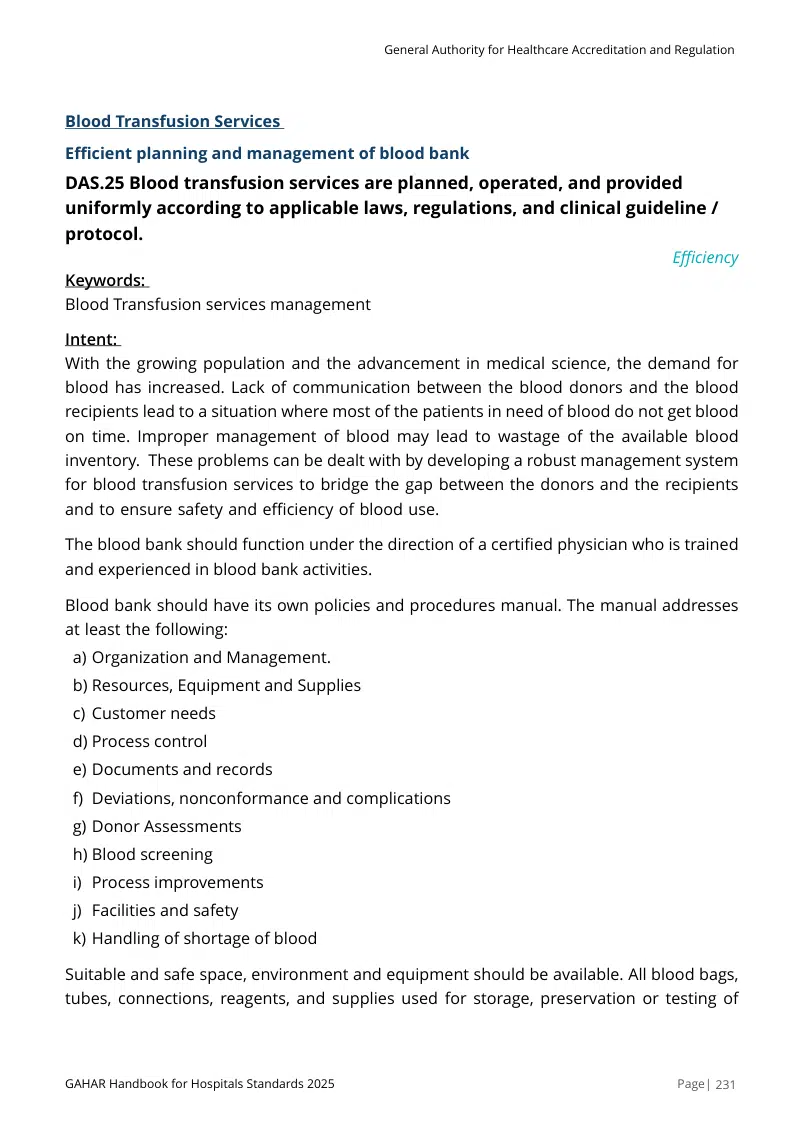 General Authority for Healthcare Accreditation and Regulation
Blood Transfusion Services
Efficient planning and management of blood bank
DAS.25 Blood transfusion services are planned, operated, and provided
uniformly according to applicable laws, regulations, and clinical guideline /
protocol.
Efficiency
Keywords:
Blood Transfusion services management
Intent:
With the growing population and the advancement in medical science, the demand for
blood has increased. Lack of communication between the blood donors and the blood
recipients lead to a situation where most of the patients in need of blood do not get blood
on time. Improper management of blood may lead to wastage of the available blood
inventory.  These problems can be dealt with by developing a robust management system
for blood transfusion services to bridge the gap between the donors and the recipients
and to ensure safety and efficiency of blood use.
The blood bank should function under the direction of a certified physician who is trained
and experienced in blood bank activities.
Blood bank should have its own policies and procedures manual. The manual addresses
at least the following:
a) Organization and Management.
b) Resources, Equipment and Supplies
c) Customer needs
d) Process control
e) Documents and records
f) Deviations, nonconformance and complications
g) Donor Assessments
h) Blood screening
i) Process improvements
j) Facilities and safety
k) Handling of shortage of blood
Suitable and safe space, environment and equipment should be available. All blood bags,
tubes, connections, reagents, and supplies used for storage, preservation or testing of
GAHAR Handbook for Hospitals Standards 2025
Page| 231